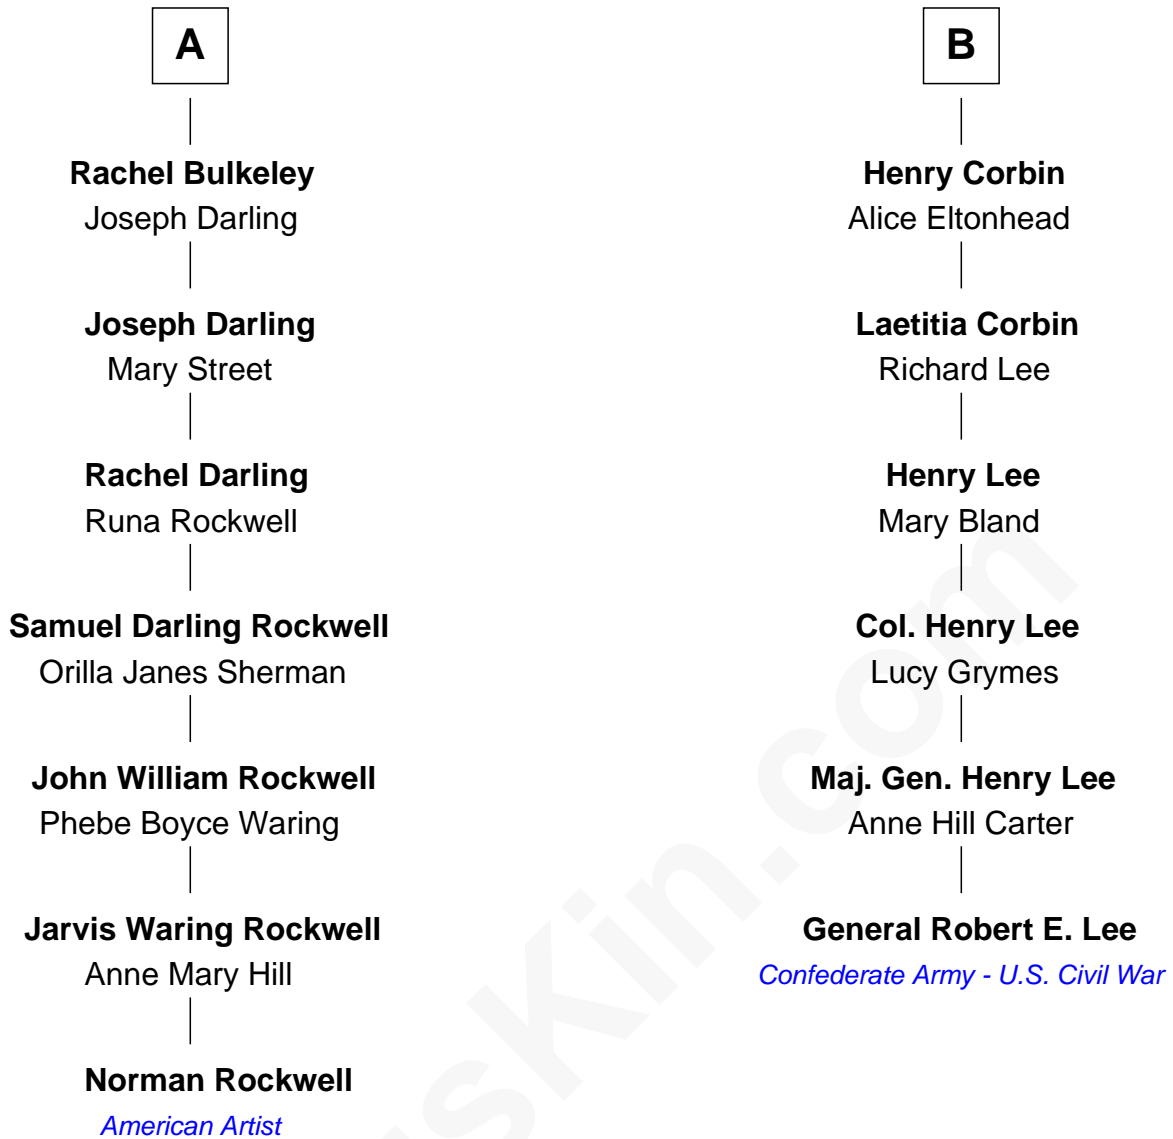 A
Rachel Bulkeley
Joseph Darling
Joseph Darling
Mary Street
Rachel Darling
Runa Rockwell
Samuel Darling Rockwell
Orilla Janes Sherman
John William Rockwell
Phebe Boyce Waring
Jarvis Waring Rockwell
Anne Mary Hill
Norman Rockwell
American Artist
B
Henry Corbin
Alice Eltonhead
Laetitia Corbin
Richard Lee
Henry Lee
Mary Bland
Col. Henry Lee
Lucy Grymes
Maj. Gen. Henry Lee
Anne Hill Carter
General Robert E. Lee
Confederate Army - U.S. Civil War
sKin.com